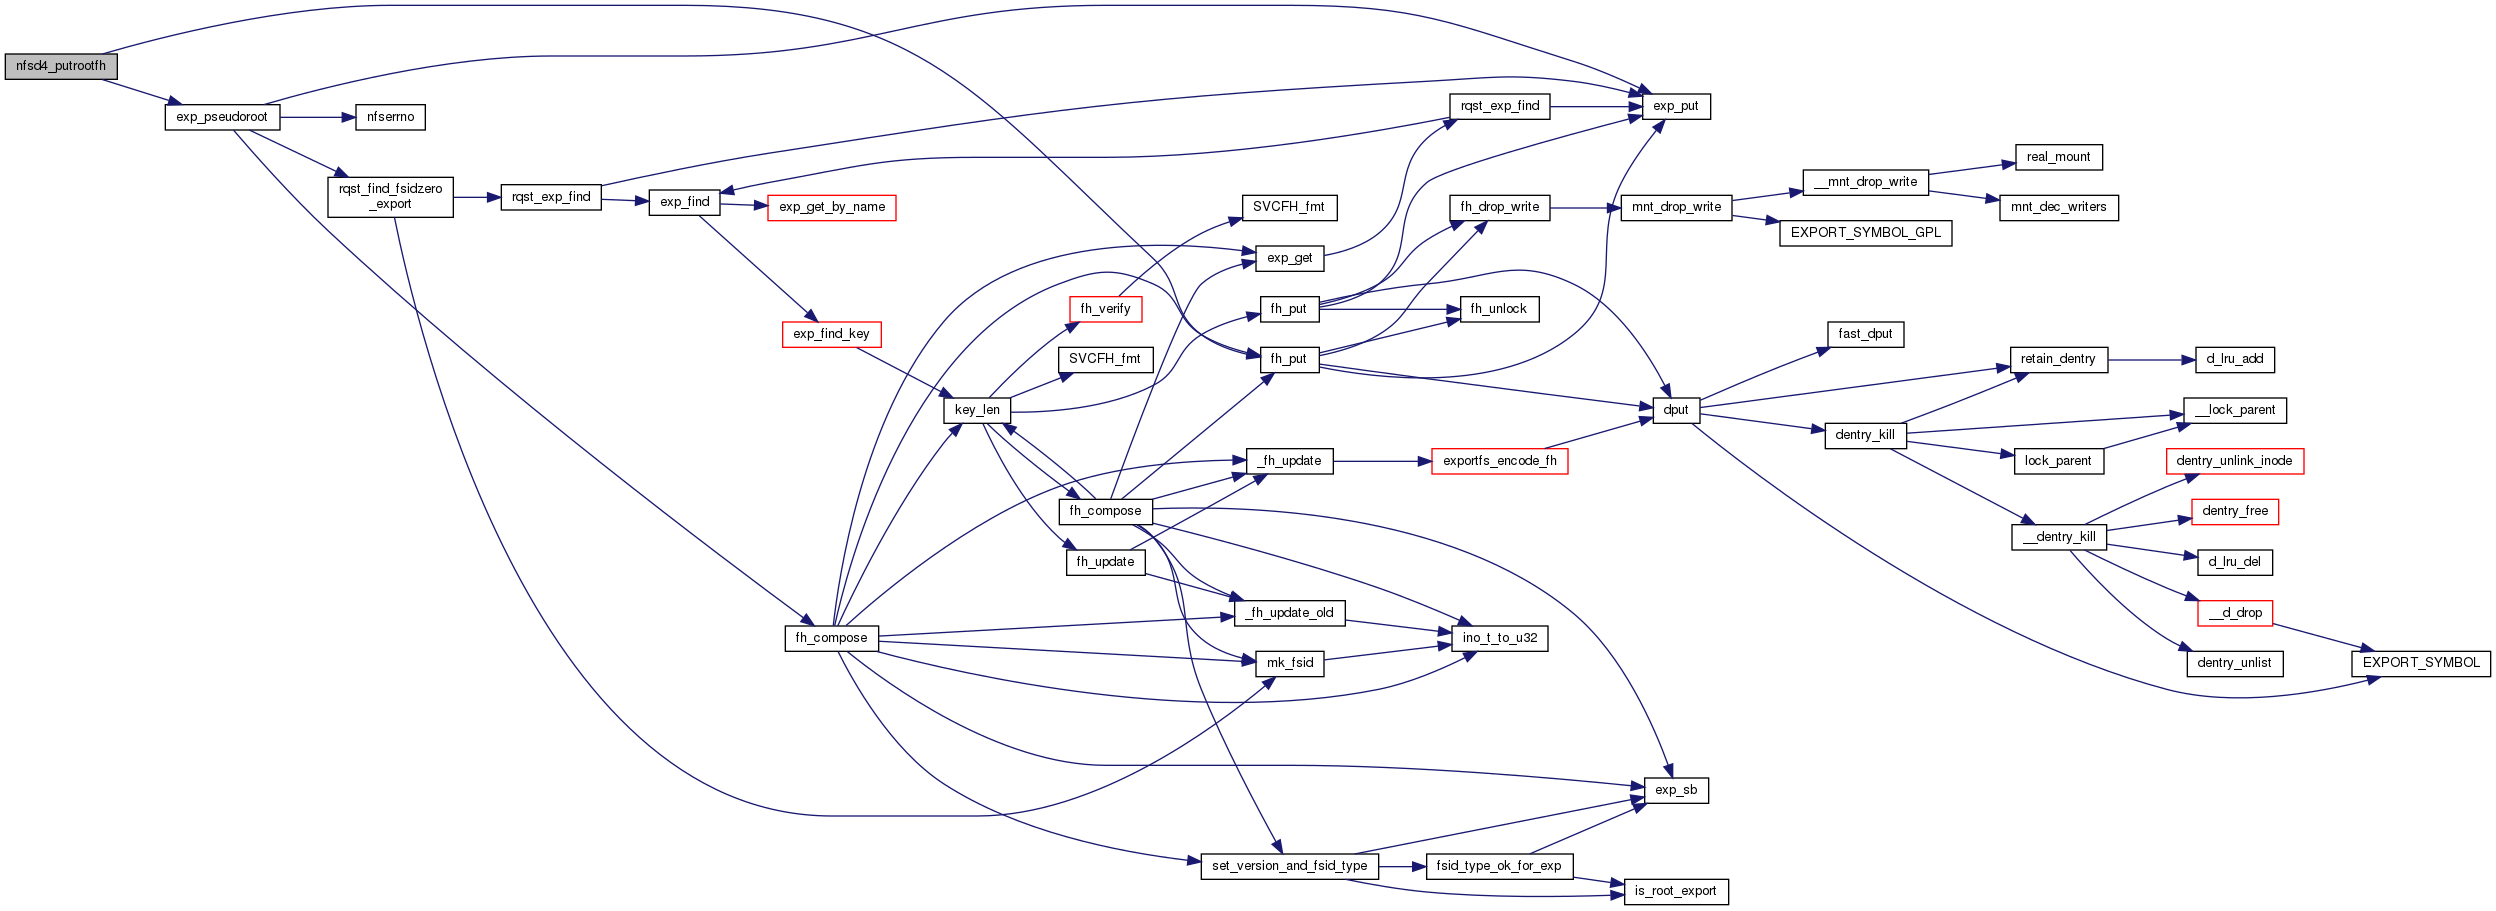 nfsd4_putrootfh
exp_pseudoroot
nfserrno
rqst_find_fsidzero
_export
rqst_exp_find
exp_find
exp_get_by_name
exp_find_key
fh_compose
key_len
fh_verify
SVCFH_fmt
fh_compose
fh_update
SVCFH_fmt
exp_get
fh_put
fh_put
_fh_update
_fh_update_old
mk_fsid
set_version_and_fsid_type
rqst_exp_find
fh_drop_write
fh_unlock
exportfs_encode_fh
ino_t_to_u32
fsid_type_ok_for_exp
exp_put
mnt_drop_write
dput
exp_sb
is_root_export
__mnt_drop_write
EXPORT_SYMBOL_GPL
fast_dput
dentry_kill
real_mount
mnt_dec_writers
retain_dentry
lock_parent
__dentry_kill
d_lru_add
__lock_parent
dentry_unlink_inode
dentry_free
d_lru_del
__d_drop
dentry_unlist
EXPORT_SYMBOL